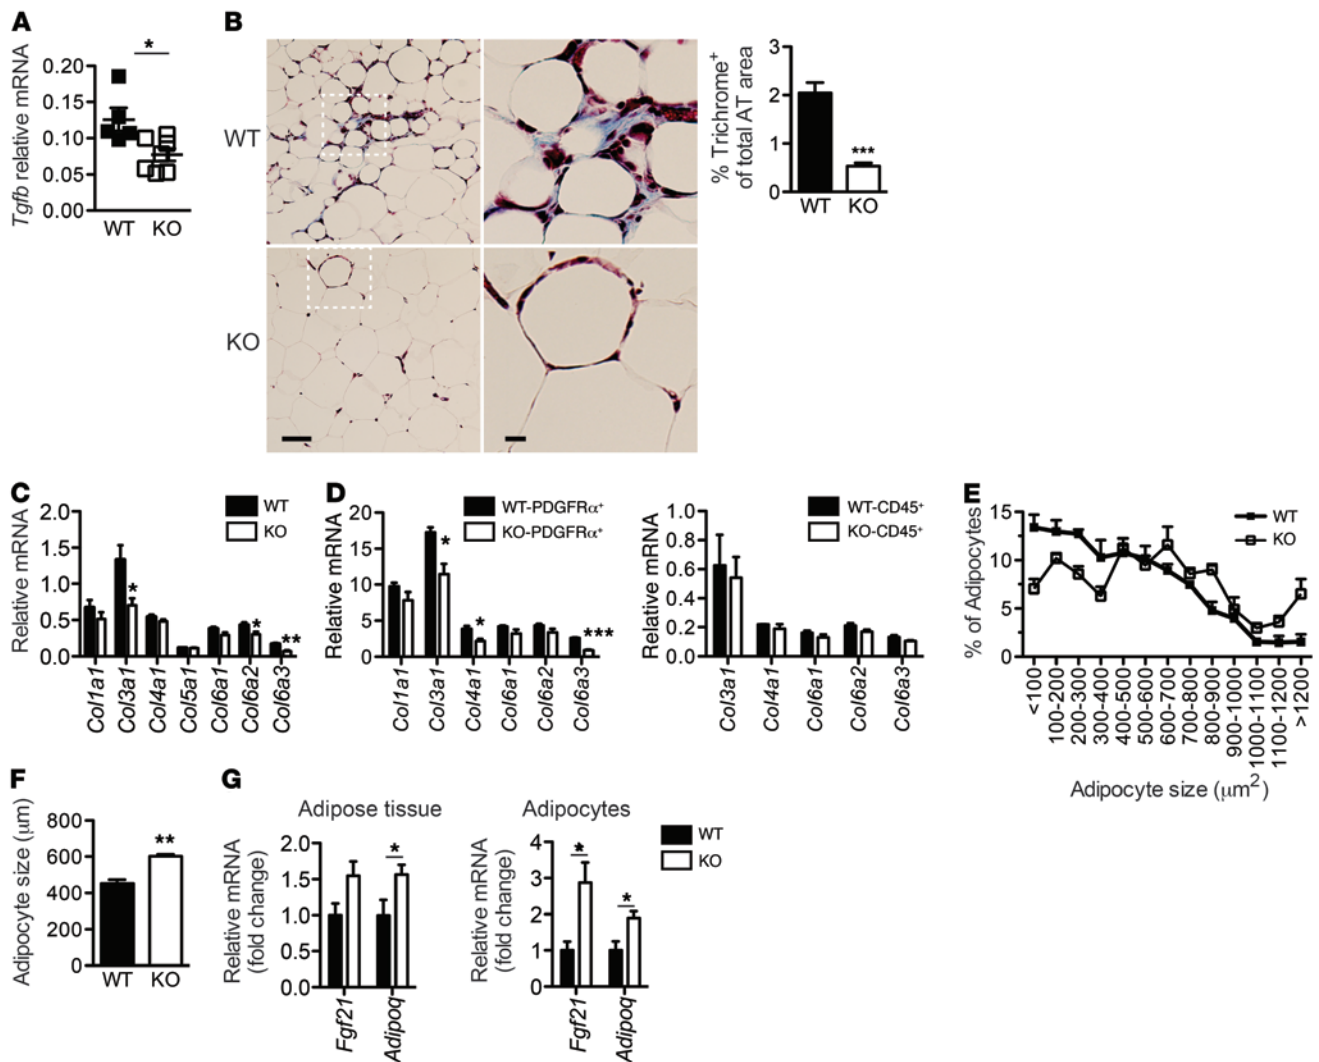 A
Tgfb relative mRNA
0.20
0.15
0.10
0.05
0.00
*
WT KO
B
WT
KO
% Trichrome+
of total AT area
3
2
1
0
***
WT KO
C
Relative mRNA
2.0
1.5
1.0
0.5
0.0
WT
KO
*
*
**
Col1a1
Col3a1
Col4a1
Col5a1
Col6a1
Col6a2
Col6a3
D
Relative mRNA
20
15
10
5
0
WT-PDGFRα+
KO-PDGFRα+
*
*
***
Col1a1
Col3a1
Col4a1
Col6a1
Col6a2
Col6a3
Relative mRNA
1.0
0.8
0.6
0.4
0.2
0.0
WT-CD45+
KO-CD45+
Col3a1
Col4a1
Col6a1
Col6a2
Col6a3
E
% of Adipocytes
15
10
5
0
WT
KO
<100
100-200
200-300
300-400
400-500
500-600
600-700
700-800
800-900
900-1000
1000-1100
1100-1200
>1200
Adipocyte size (μm2)
F
Adipocyte size (μm)
800
600
400
200
0
**
WT KO
G
Adipose tissue
Relative mRNA
(fold change)
2.0
1.5
1.0
0.5
0.0
*
Fgf21
Adipoq
Adipocytes
Relative mRNA
(fold change)
4
3
2
1
0
*
*
Fgf21
Adipoq
WT
KO